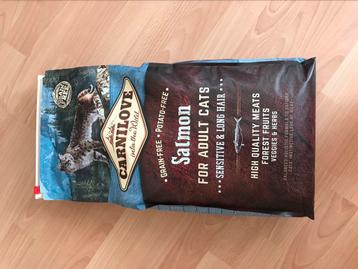 CARNILOVE
into the Wild
GRAIN-FREE • POTATO-FREE
Salmon
FOR ADULT CATS
SENSITIVE & LONG HAIR
HIGH QUALITY MEATS
FOREST FRUITS
VEGGIES & HERBS